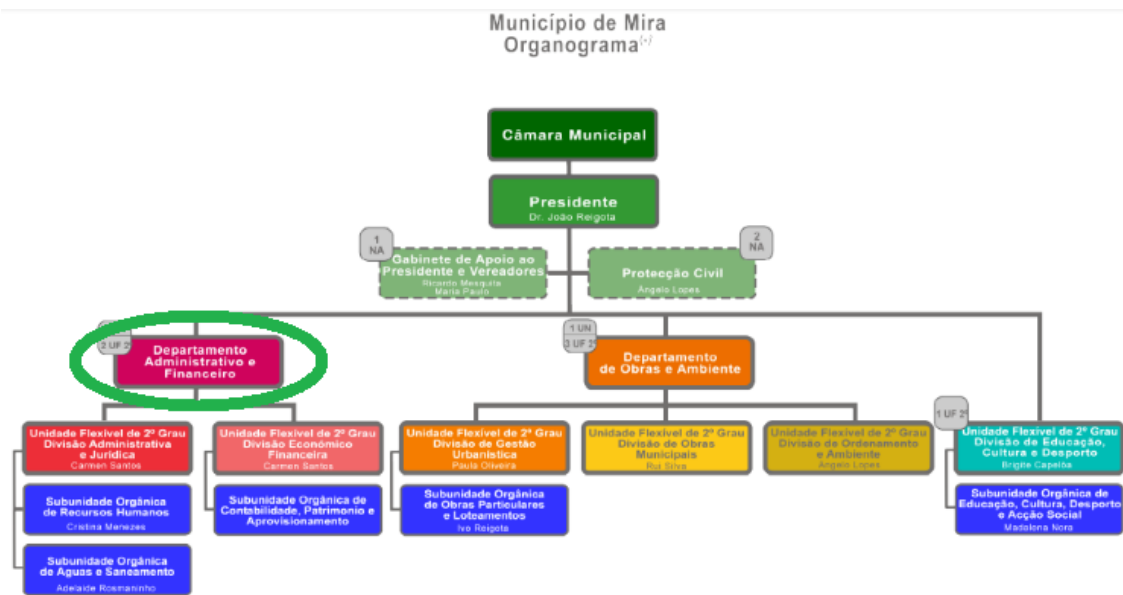 Município de Mira
Organograma(*)
Câmara Municipal
Presidente
Dr. João Reigota
1
NA
Gabinete de Apoio ao
Presidente e Vereadores
Ricardo Mesquita
Maria Paulo
2
NA
Protecção Civil
Ângelo Lopes
2 UF 2º
Departamento
Administrativo e
Financeiro
1 UN
3 UF 2º
Departamento
de Obras e Ambiente
Unidade Flexível de 2º Grau
Divisão Administrativa
e Jurídica
Carmen Santos
Unidade Flexível de 2º Grau
Divisão Económico
Financeira
Carmen Santos
Unidade Flexível de 2º Grau
Divisão de Gestão
Urbanística
Paula Oliveira
Unidade Flexível de 2º Grau
Divisão de Obras
Municipais
Rui Silva
Unidade Flexível de 2º Grau
Divisão de Ordenamento
e Ambiente
Ângelo Lopes
1 UF 2º
Unidade Flexível de 2º Grau
Divisão de Educação,
Cultura e Desporto
Brigite Capelôa
Subunidade Orgânica
de Recursos Humanos
Cristina Menezes
Subunidade Orgânica de
Contabilidade, Patrimonio e
Aprovisionamento
Subunidade Orgânica
de Obras Particulares
e Loteamentos
Ivo Reigota
Subunidade Orgânica de
Educação, Cultura, Desporto
e Acção Social
Madalena Nora
Subunidade Orgânica
de Aguas e Saneamento
Adelaide Rosmaninho